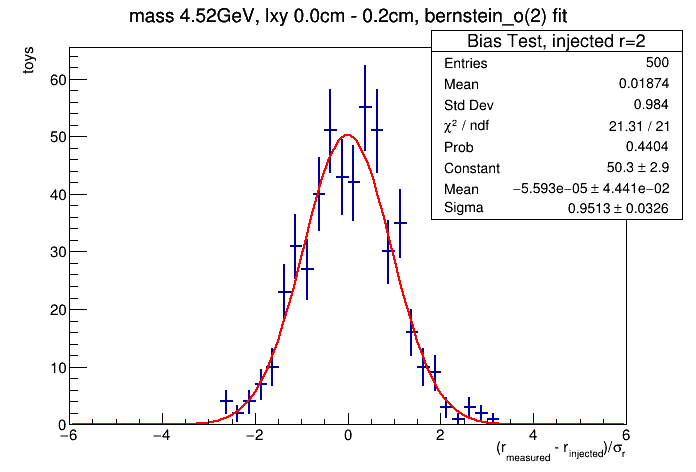 mass 4.52GeV, lxy 0.0cm - 0.2cm, bernstein_o(2) fit
toys
Bias Test, injected r=2
Entries 500
Mean 0.01874
Std Dev 0.984
χ² / ndf 21.31 / 21
Prob 0.4404
Constant 50.3 ± 2.9
Mean −5.593e−05 ± 4.441e−02
Sigma 0.9513 ± 0.0326
60
50
40
30
20
10
0
−6 −4 −2 0 2 4 6
(r_measured - r_injected)/σ_r